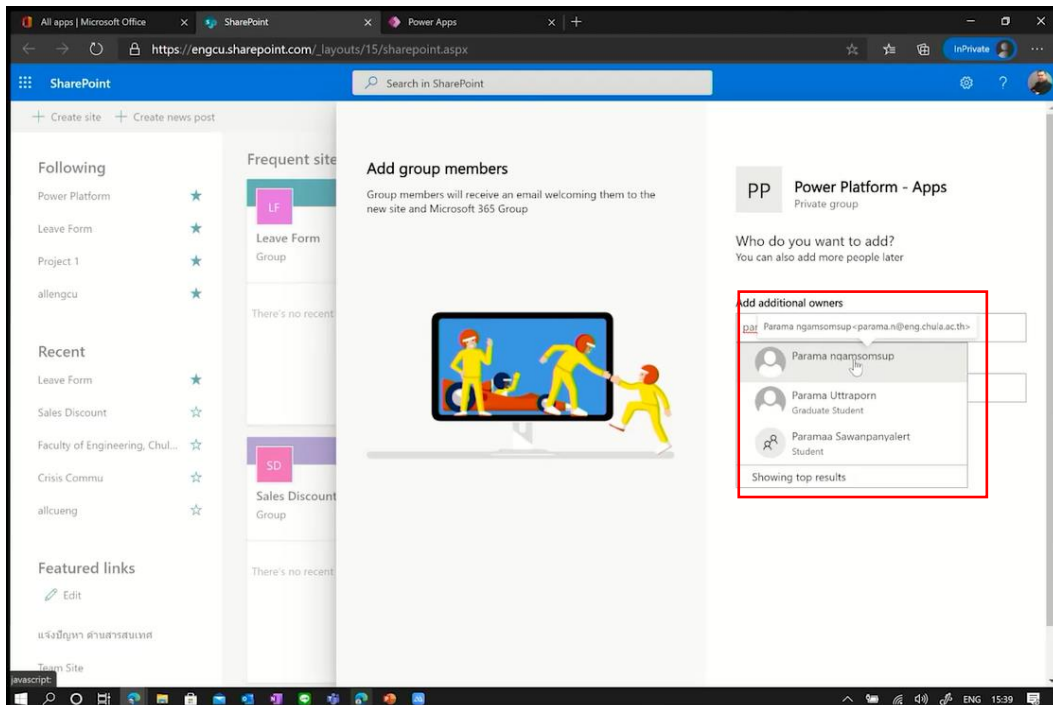 All apps | Microsoft Office
SharePoint
Power Apps
https://engcu.sharepoint.com/_layouts/15/sharepoint.aspx
InPrivate
SharePoint
Search in SharePoint
?
+ Create site + Create news post
Following
Power Platform
Leave Form
Project 1
allengcu
Recent
Leave Form
Sales Discount
Faculty of Engineering, Chul...
Crisis Commu
allcueng
Featured links
Edit
แจ้งปัญหา ด้านสารสนเทศ
Team Site
javascript:
Frequent site
LF
Leave Form
Group
There's no recent
SD
Sales Discount
Group
There's no recent
Add group members
Group members will receive an email welcoming them to the
new site and Microsoft 365 Group
PP
Power Platform - Apps
Private group
Who do you want to add?
You can also add more people later
Add additional owners
par
Parama ngamsomsup<parama.n@eng.chula.ac.th>
Parama ngamsomsup
Parama Uttraporn
Graduate Student
Paramaa Sawanpanyalert
Student
Showing top results
ENG 15:39